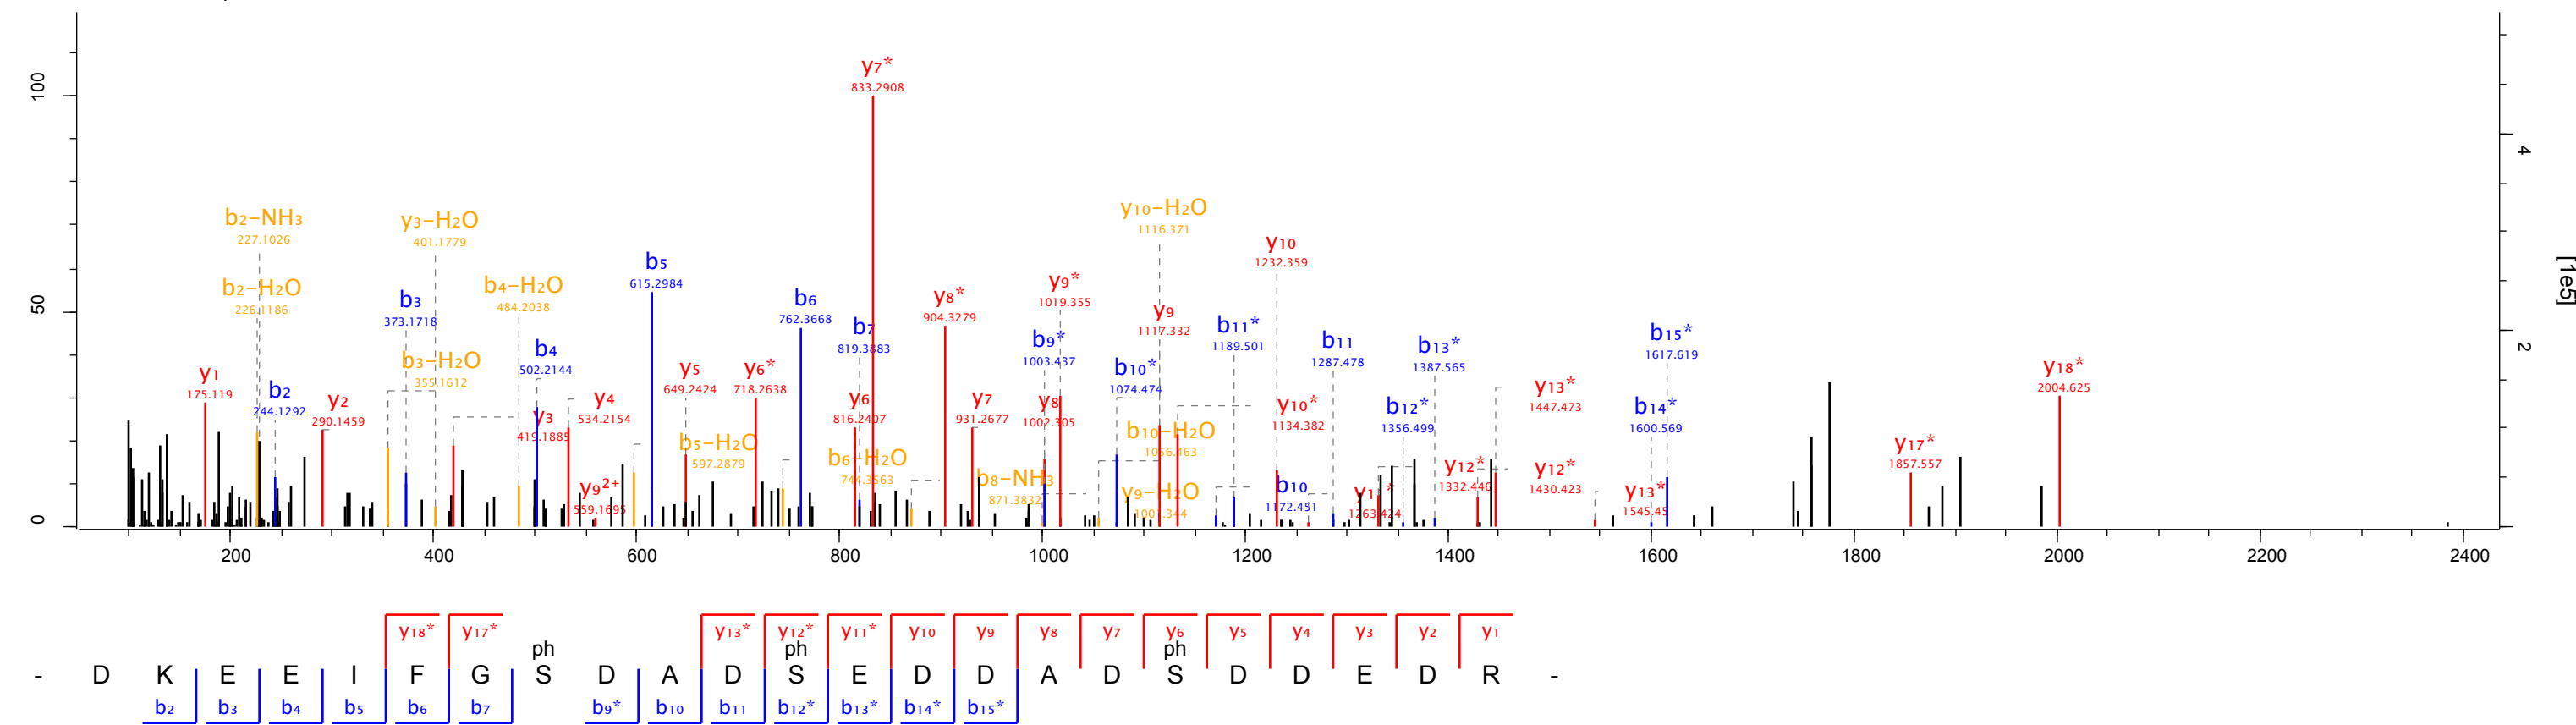 y7*
833.2908
b2-NH3
227.1026
y3-H2O
401.1779
y10-H2O
1116.371
y10
1232.359
b5
615.2984
b2-H2O
226.1186
b4-H2O
484.2038
b3
373.1718
b6
762.3668
y8*
904.3279
y9*
1019.355
y9
1117.332
b7
819.3883
b11*
1189.501
b11
1287.478
b13*
1387.565
b15*
1617.619
b9*
1003.437
b10*
1074.474
b3-H2O
355.1612
b4
502.2144
y1
175.119
b2
244.1292
y2
290.1459
y5
649.2424
y6*
718.2638
y18*
2004.625
y13*
1447.473
y3
419.1885
y4
534.2154
y6
816.2407
y7
931.2677
y8
1002.305
y10*
1134.382
b12*
1356.499
b14*
1600.569
b5-H2O
597.2879
b6-H2O
744.3563
b10-H2O
1056.463
y17*
1857.557
b8-NH3
871.3832
y12*
1332.446
y12*
1430.423
y9 2+
559.1695
y9-H2O
b10
1172.451
1263.424
y13*
1545.45
0 50 100
2 4
[1e5]
200 400 600 800 1000 1200 1400 1600 1800 2000 2200 2400
y18* y17* y13* y12* y11* y10 y9 y8 y7 y6 y5 y4 y3 y2 y1
ph ph ph
- D K E E I F G S D A D S E D D A D S D D E D R -
b2 b3 b4 b5 b6 b7 b9* b10 b11 b12* b13* b14* b15*